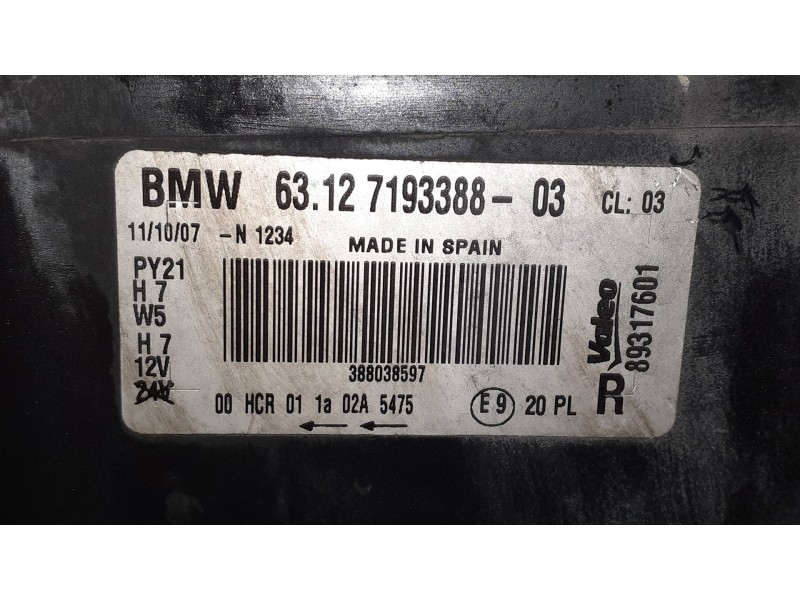 BMW 63.12 7193388-03 CL: 03
11/10/07 -N 1234 MADE IN SPAIN
PY21
H 7
W5
H 7
12V
24V
388038597
00 HCR 01 1a 02A 5475 E 9 20 PL
R
Valeo
89317601